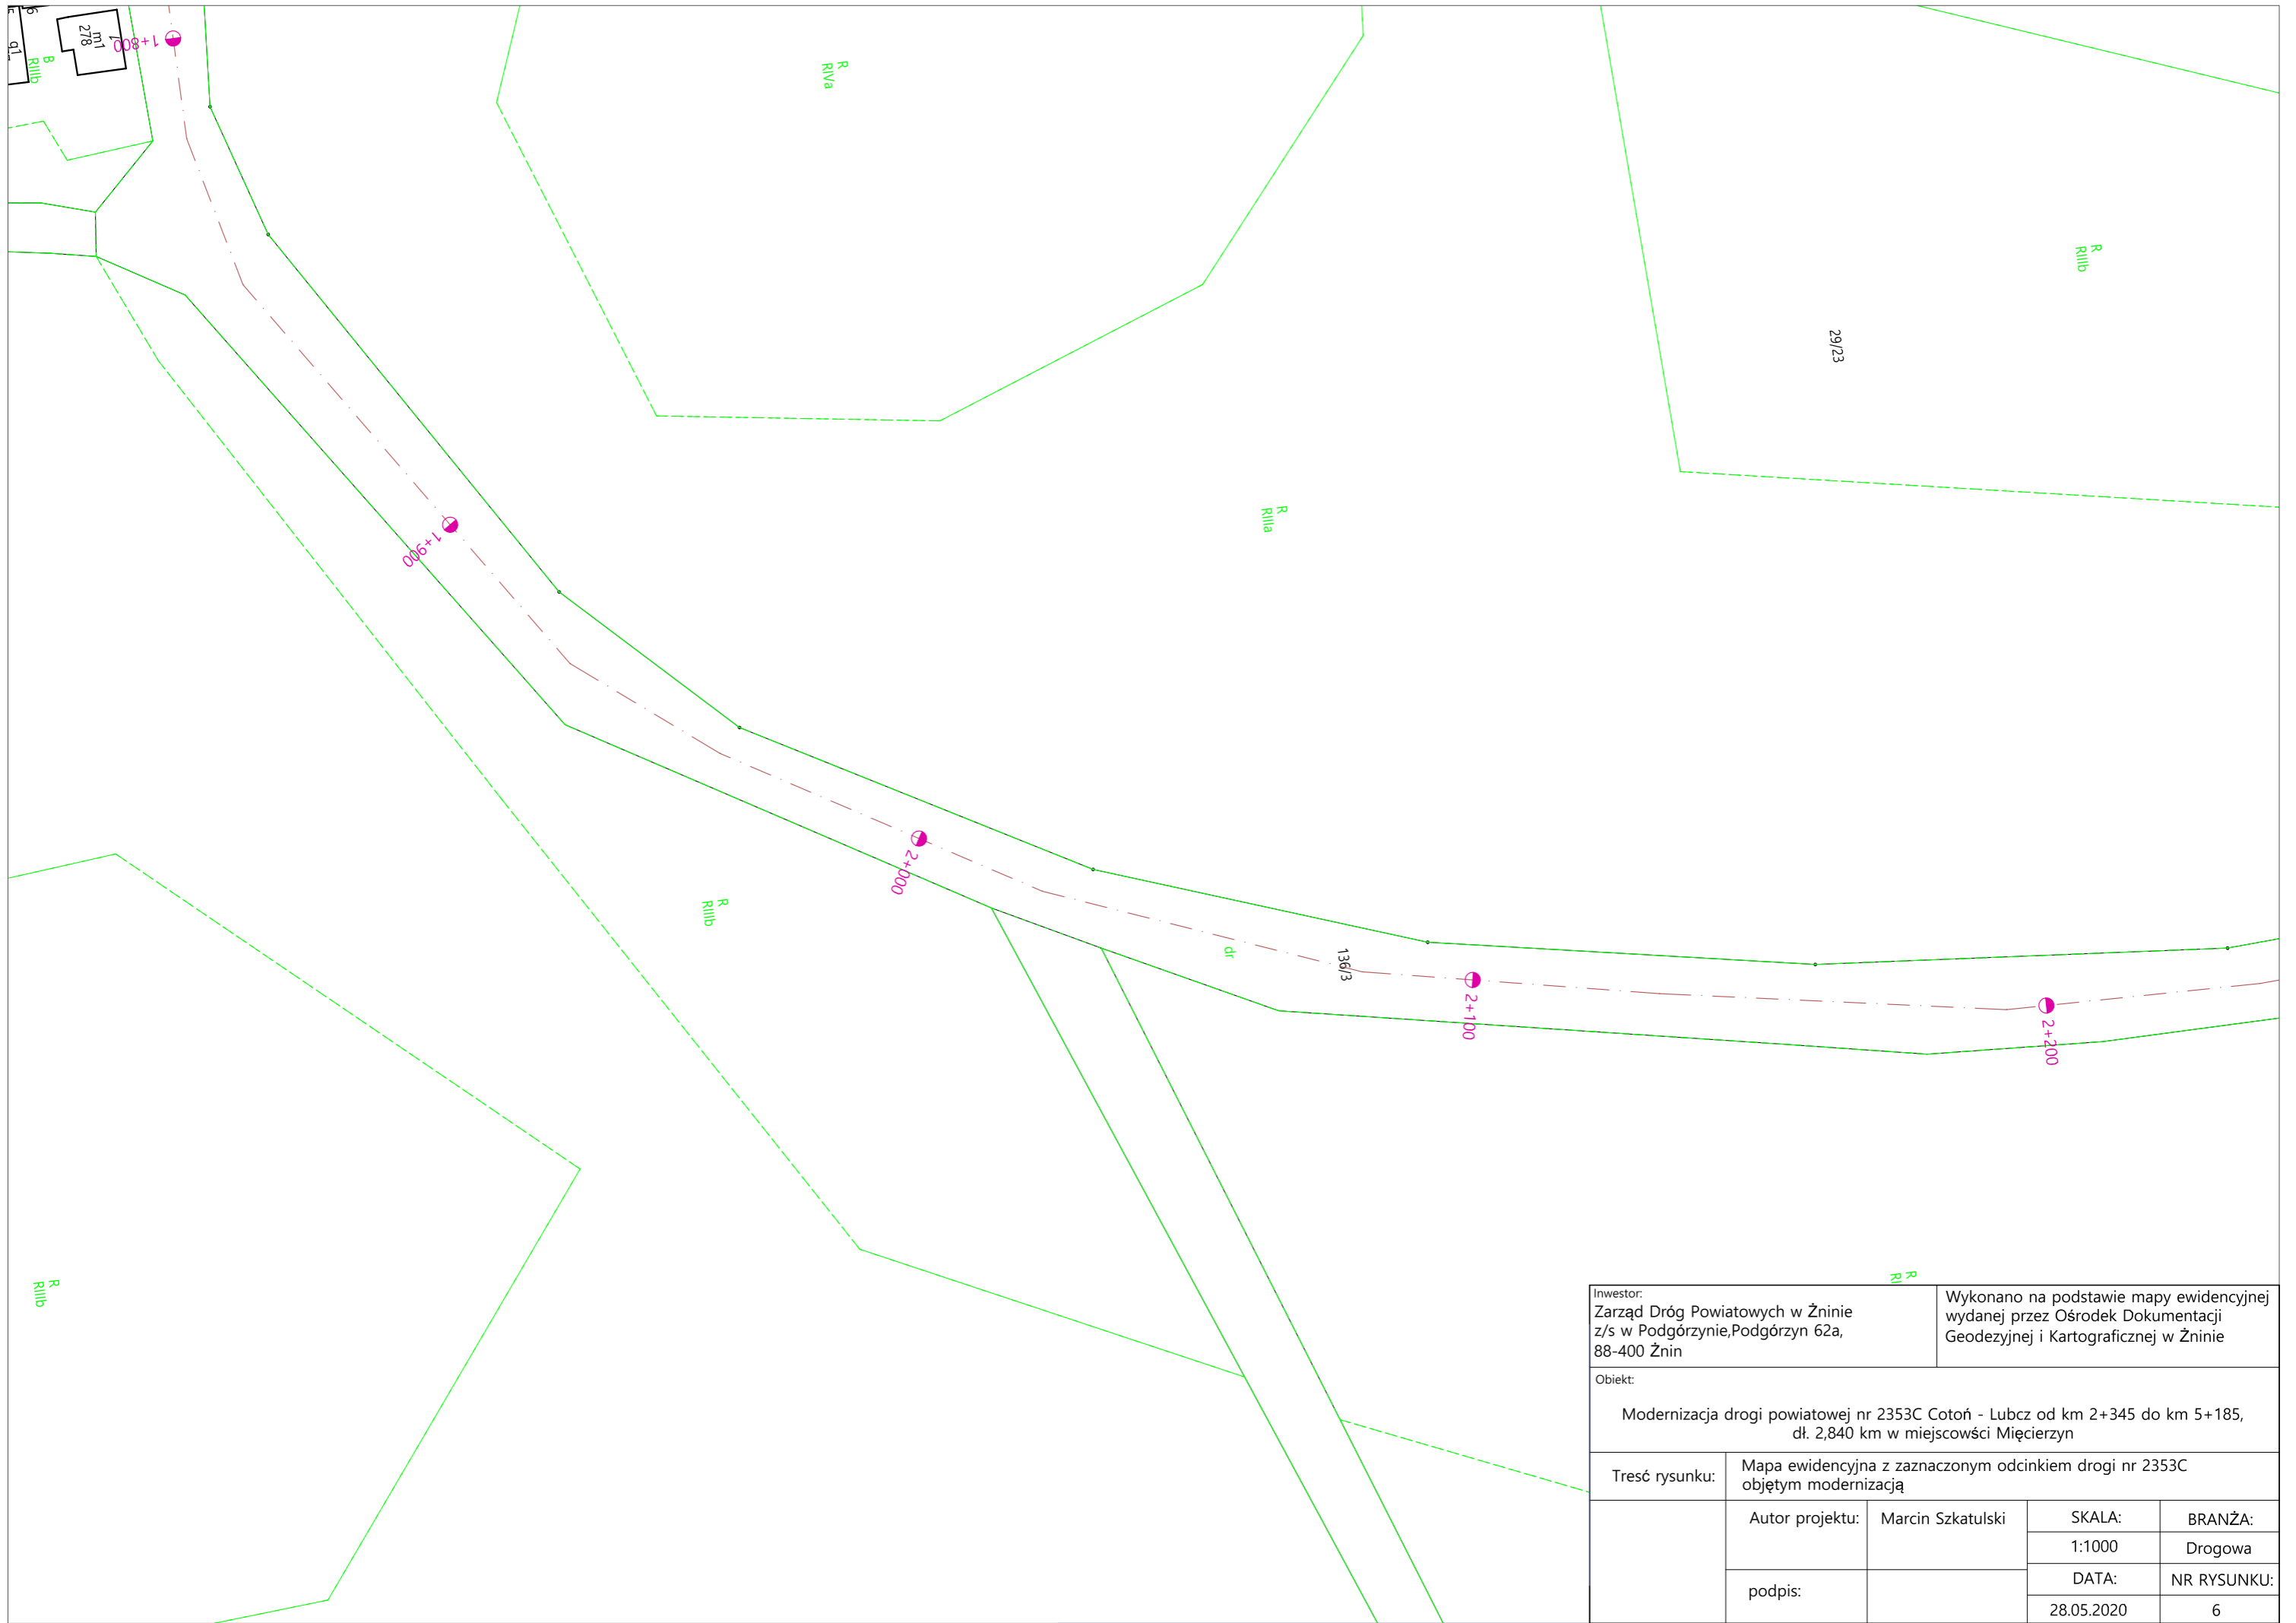 m1
278
g1
B
RIIIb
1+800
R
RIVa
R
RIIIb
29/23
R
RIIIa
1+900
2+000
R
RIIIb
dr
136/3
2+100
2+200
R
RIIIb
R
Inwestor:
Zarząd Dróg Powiatowych w Żninie
z/s w Podgórzynie,Podgórzyn 62a,
88-400 Żnin
Wykonano na podstawie mapy ewidencyjnej
wydanej przez Ośrodek Dokumentacji
Geodezyjnej i Kartograficznej w Żninie
Obiekt:
Modernizacja drogi powiatowej nr 2353C Cotoń - Lubcz od km 2+345 do km 5+185,
dł. 2,840 km w miejscowści Mięcierzyn
Tresć rysunku:
Mapa ewidencyjna z zaznaczonym odcinkiem drogi nr 2353C
objętym modernizacją
Autor projektu:
Marcin Szkatulski
SKALA:
BRANŻA:
1:1000
Drogowa
podpis:
DATA:
NR RYSUNKU:
28.05.2020
6